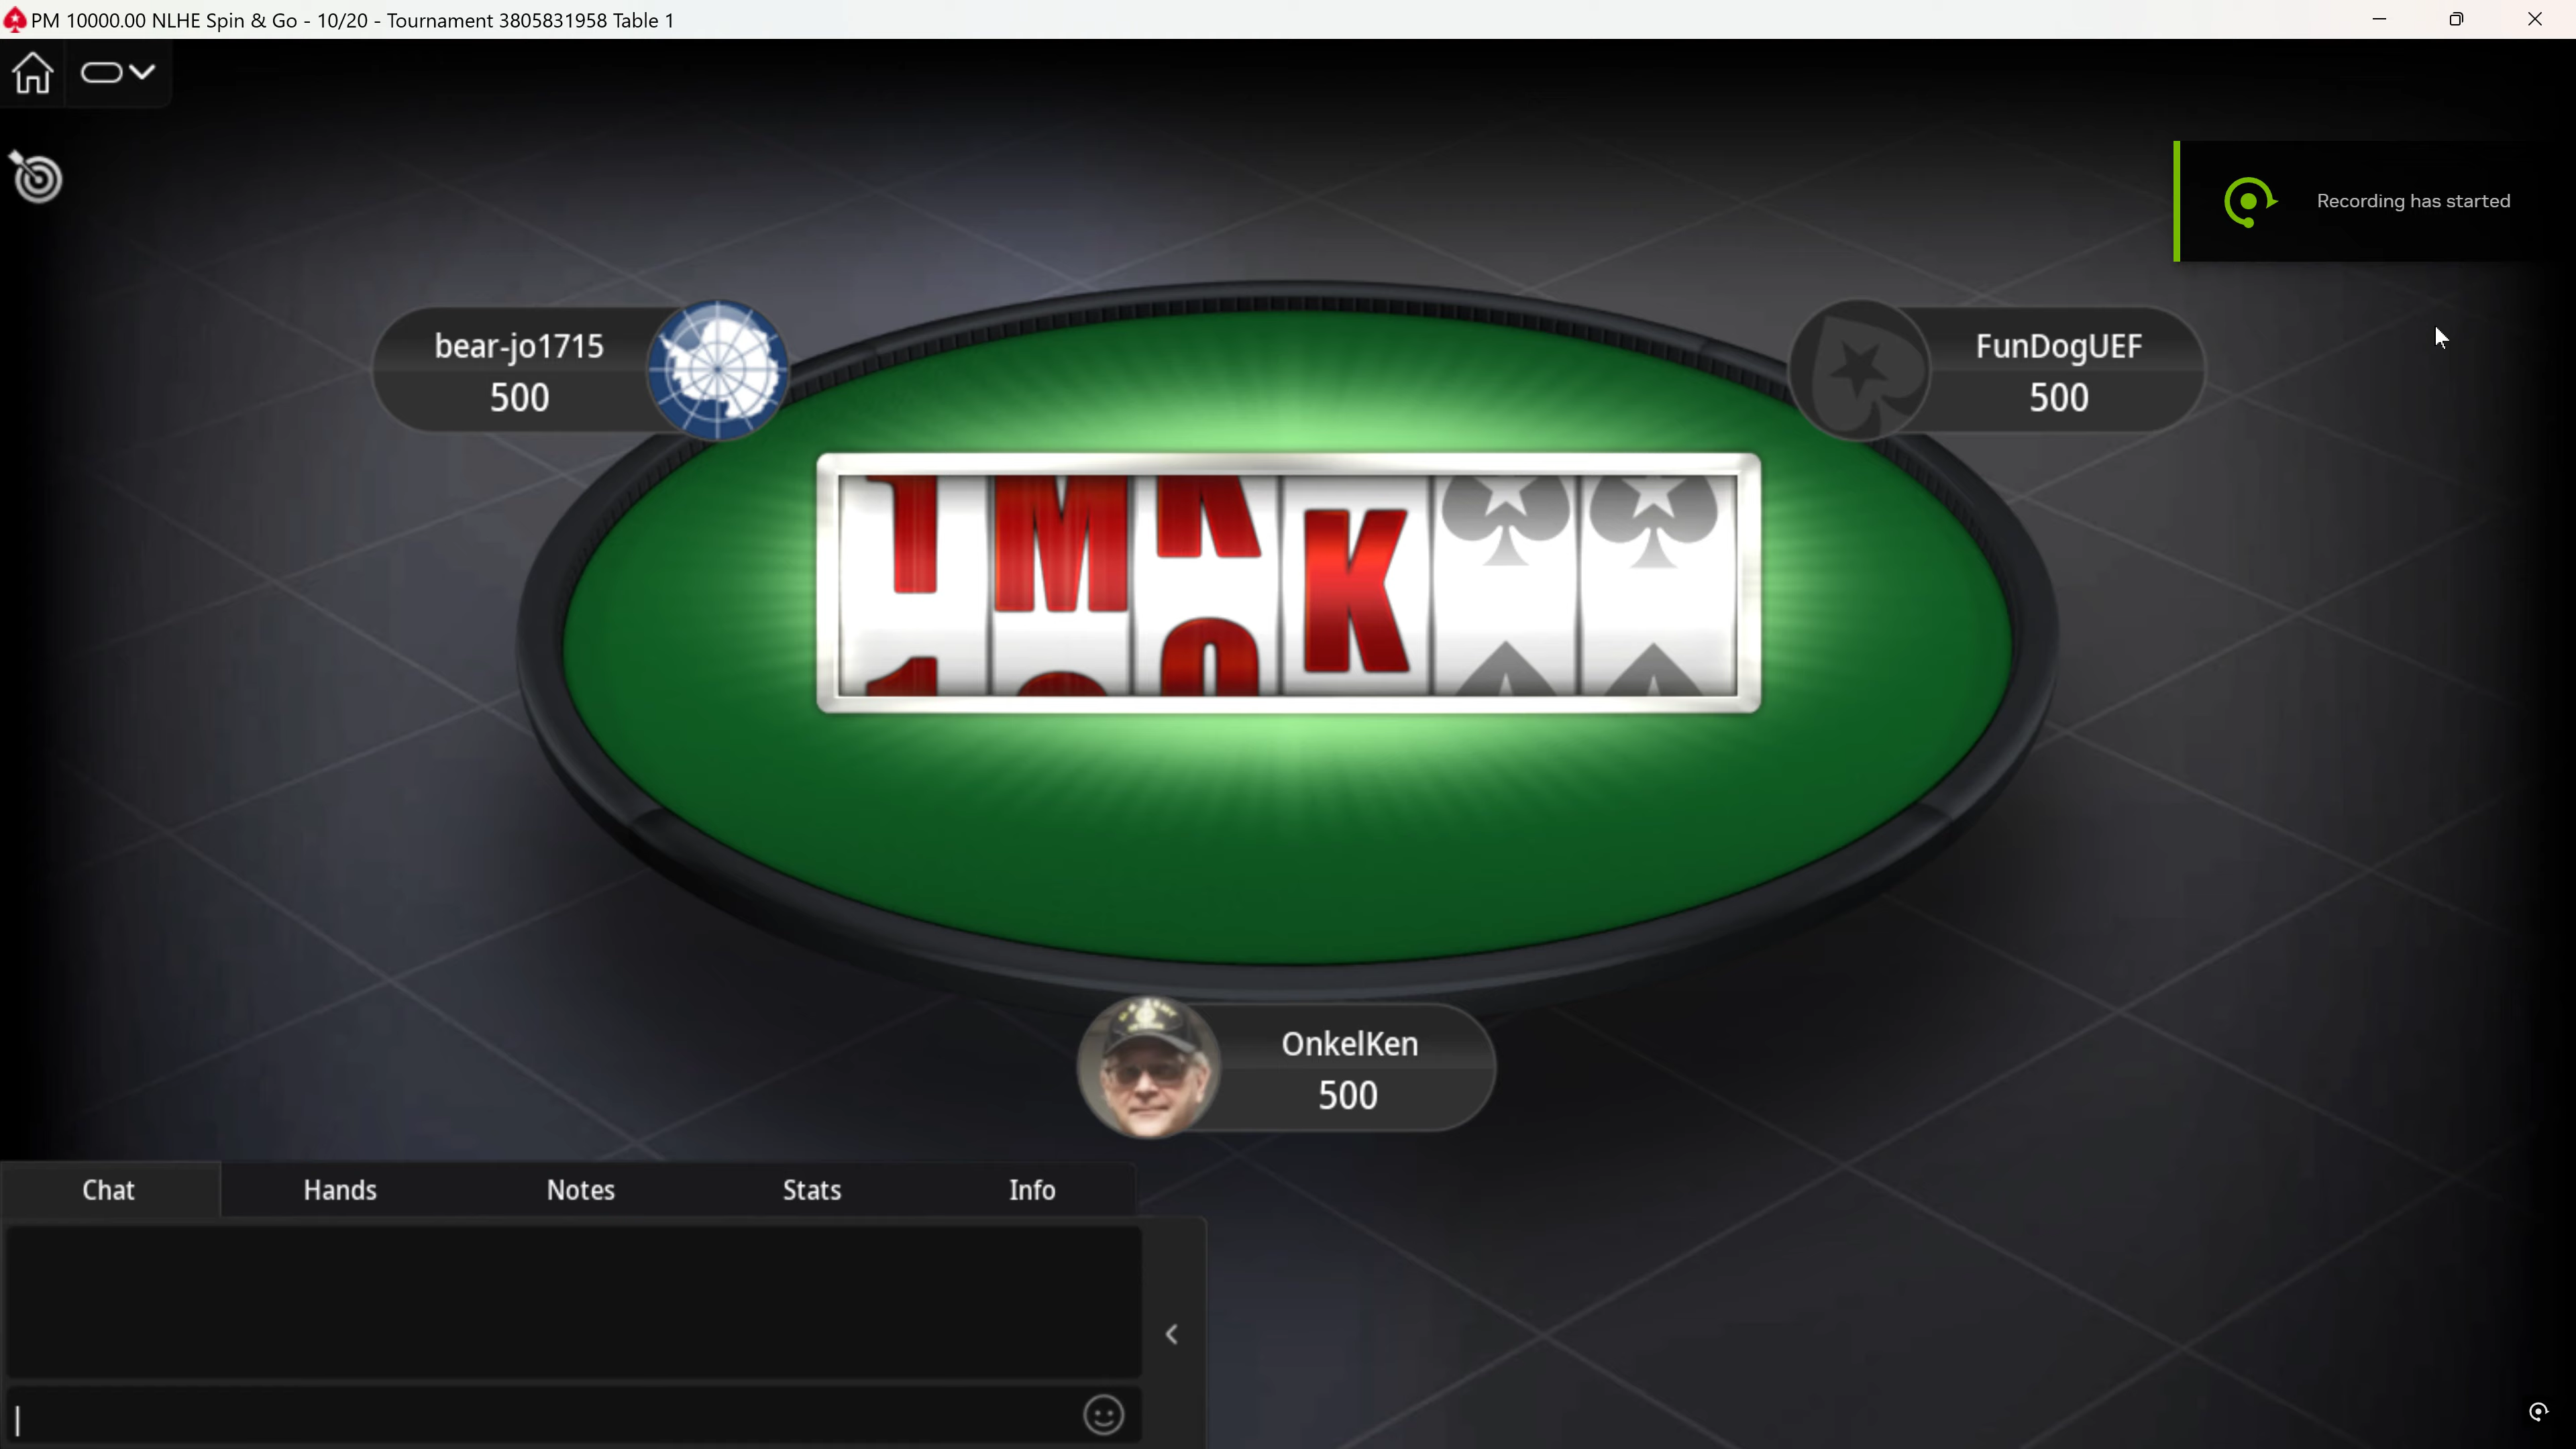 PM 10000.00 NLHE Spin & Go - 10/20 - Tournament 3805831958 Table 1
Recording has started
bear-jo1715
500
FunDogUEF
500
1 M K
K
OnkelKen
500
Chat Hands Notes Stats Info